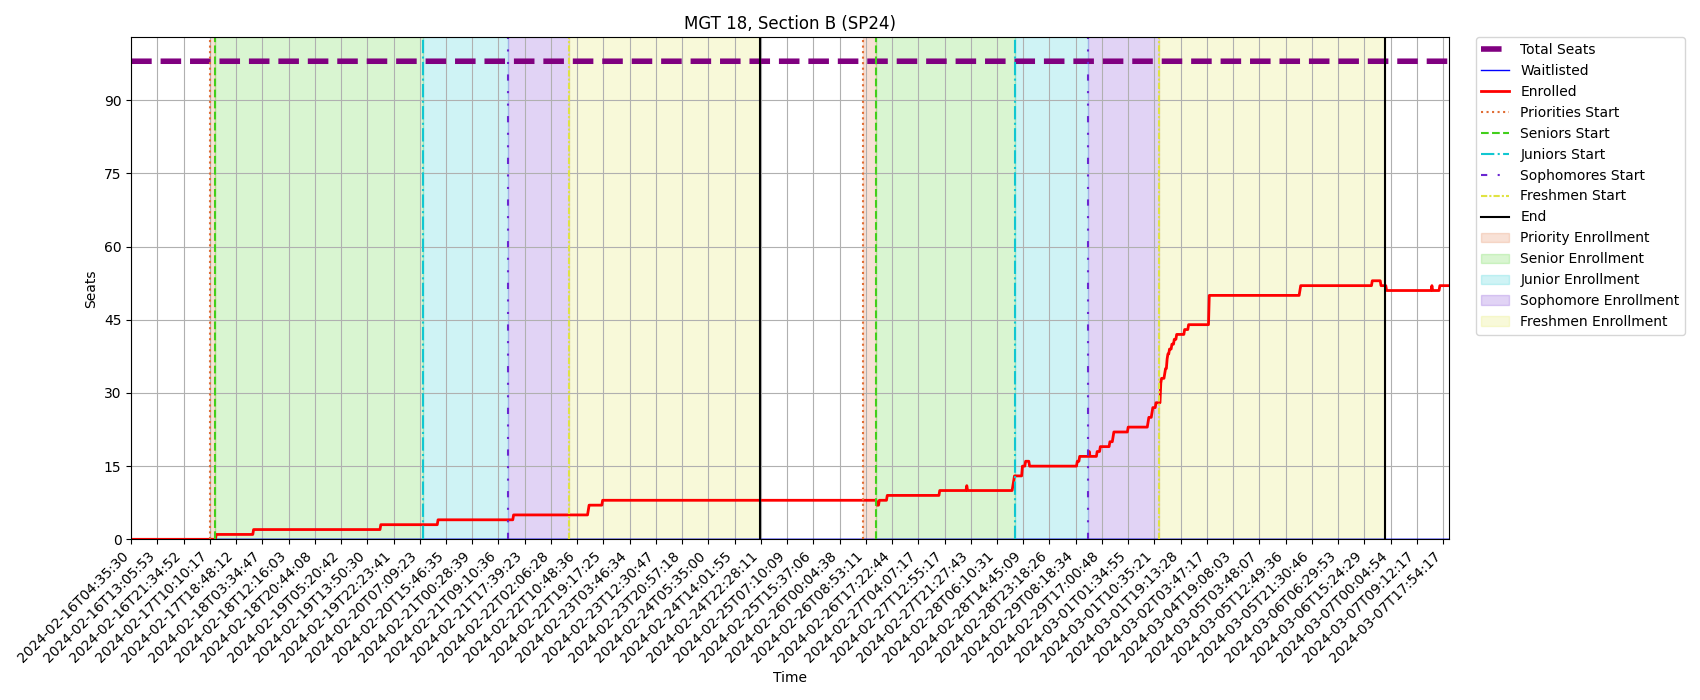 MGT 18, Section B (SP24)
Total Seats
Waitlisted
Enrolled
Priorities Start
Seniors Start
Juniors Start
Sophomores Start
Freshmen Start
End
Priority Enrollment
Senior Enrollment
Junior Enrollment
Sophomore Enrollment
Freshmen Enrollment
Seats
90
75
60
45
30
15
0
2024-02-16T04:35:30
2024-02-16T13:05:53
2024-02-16T21:34:52
2024-02-17T10:10:17
2024-02-17T18:48:12
2024-02-18T03:34:47
2024-02-18T12:16:03
2024-02-18T20:44:08
2024-02-19T05:20:42
2024-02-19T13:50:30
2024-02-19T22:23:41
2024-02-20T07:09:23
2024-02-20T15:46:35
2024-02-21T00:28:39
2024-02-21T09:10:36
2024-02-21T17:39:23
2024-02-22T02:06:28
2024-02-22T10:48:36
2024-02-22T19:17:25
2024-02-23T03:46:34
2024-02-23T12:30:47
2024-02-23T20:57:18
2024-02-24T05:35:00
2024-02-24T14:01:55
2024-02-24T22:28:11
2024-02-25T07:10:09
2024-02-25T15:37:06
2024-02-26T00:04:38
2024-02-26T08:53:11
2024-02-26T17:22:44
2024-02-27T04:07:17
2024-02-27T12:55:17
2024-02-27T21:27:43
2024-02-28T06:10:31
2024-02-28T14:45:09
2024-02-28T23:18:26
2024-02-29T08:18:34
2024-02-29T17:00:48
2024-03-01T01:34:55
2024-03-01T10:35:21
2024-03-01T19:13:28
2024-03-02T03:47:17
2024-03-04T19:08:03
2024-03-05T03:48:07
2024-03-05T12:49:36
2024-03-05T21:30:46
2024-03-06T06:29:53
2024-03-06T15:24:29
2024-03-07T00:04:54
2024-03-07T09:12:17
2024-03-07T17:54:17
Time